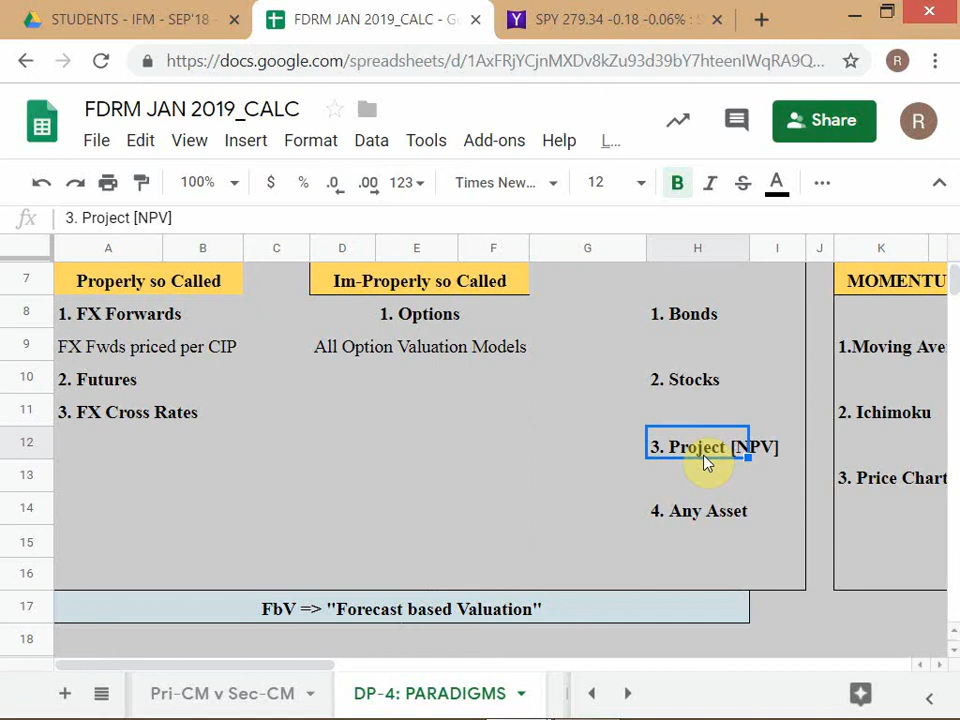 STUDENTS - IFM - SEP'18 -
FDRM JAN 2019_CALC - Go
SPY 279.34 -0.18 -0.06% : S
https://docs.google.com/spreadsheets/d/1AxFRjYCjnMXDv8kZu93d39bY7hteenIWqRA9Q...
R
FDRM JAN 2019_CALC
File Edit View Insert Format Data Tools Add-ons Help L...
Share
R
100% $ % .0 .00 123 Times New... 12 B I S A ...
fx 3. Project [NPV]
A B C D E F G H I J K
7 Properly so Called Im-Properly so Called MOMENTU
8 1. FX Forwards 1. Options 1. Bonds
9 FX Fwds priced per CIP All Option Valuation Models 1.Moving Ave
10 2. Futures 2. Stocks
11 3. FX Cross Rates 2. Ichimoku
12 3. Project [NPV]
13 3. Price Chart
14 4. Any Asset
15
16
17 FbV => "Forecast based Valuation"
18
Pri-CM v Sec-CM DP-4: PARADIGMS